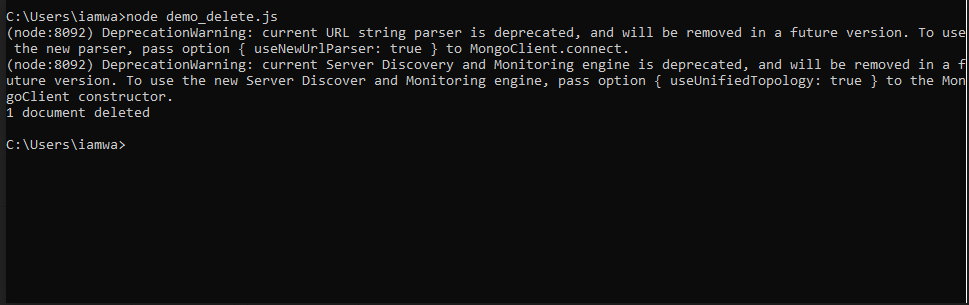 C:\Users\iamwa>node demo_delete.js
(node:8092) DeprecationWarning: current URL string parser is deprecated, and will be removed in a future version. To use
 the new parser, pass option { useNewUrlParser: true } to MongoClient.connect.
(node:8092) DeprecationWarning: current Server Discovery and Monitoring engine is deprecated, and will be removed in a f
uture version. To use the new Server Discover and Monitoring engine, pass option { useUnifiedTopology: true } to the Mon
goClient constructor.
1 document deleted
C:\Users\iamwa>